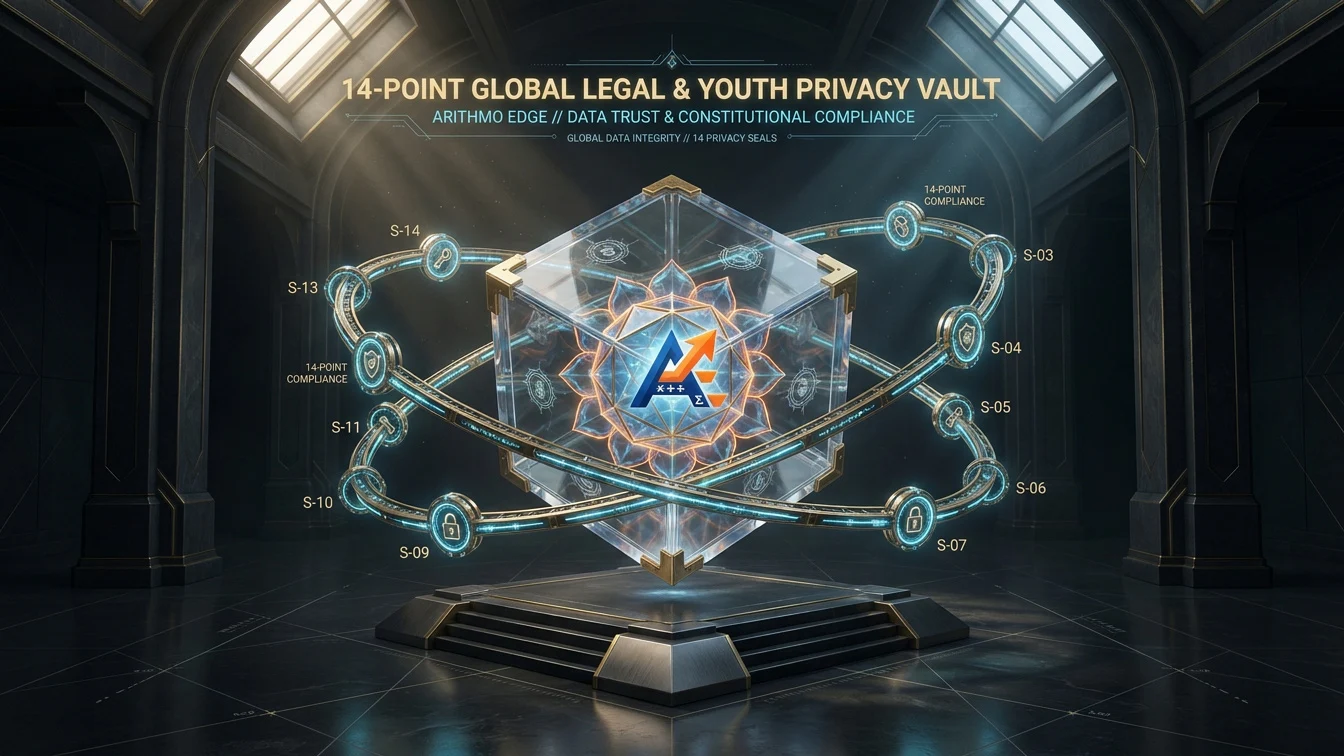 14-POINT GLOBAL LEGAL & YOUTH PRIVACY VAULT
ARITHMO EDGE // DATA TRUST & CONSTITUTIONAL COMPLIANCE
GLOBAL DATA INTEGRITY // 14 PRIVACY SEALS
14-POINT
COMPLIANCE
S-14
S-03
S-13
S-04
14-POINT
COMPLIANCE
S-05
S-11
S-06
S-10
S-07
S-09